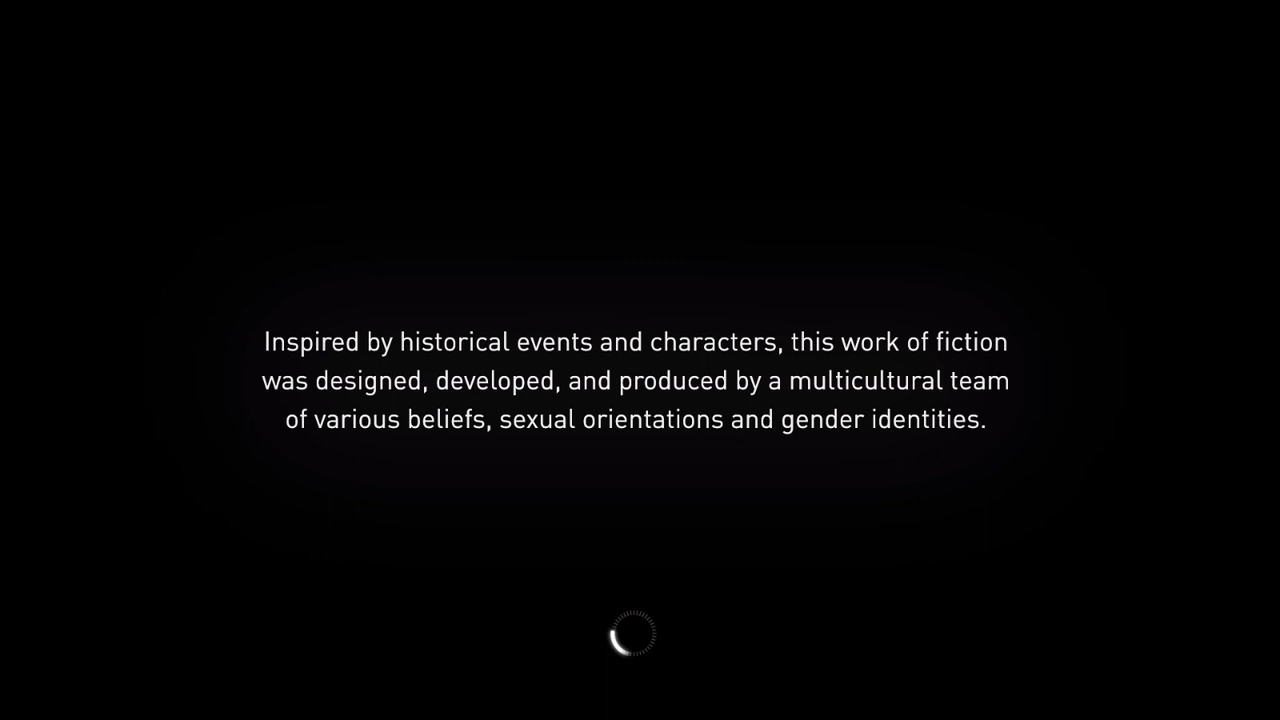 Inspired by historical events and characters, this work of fiction
was designed, developed, and produced by a multicultural team
of various beliefs, sexual orientations and gender identities.